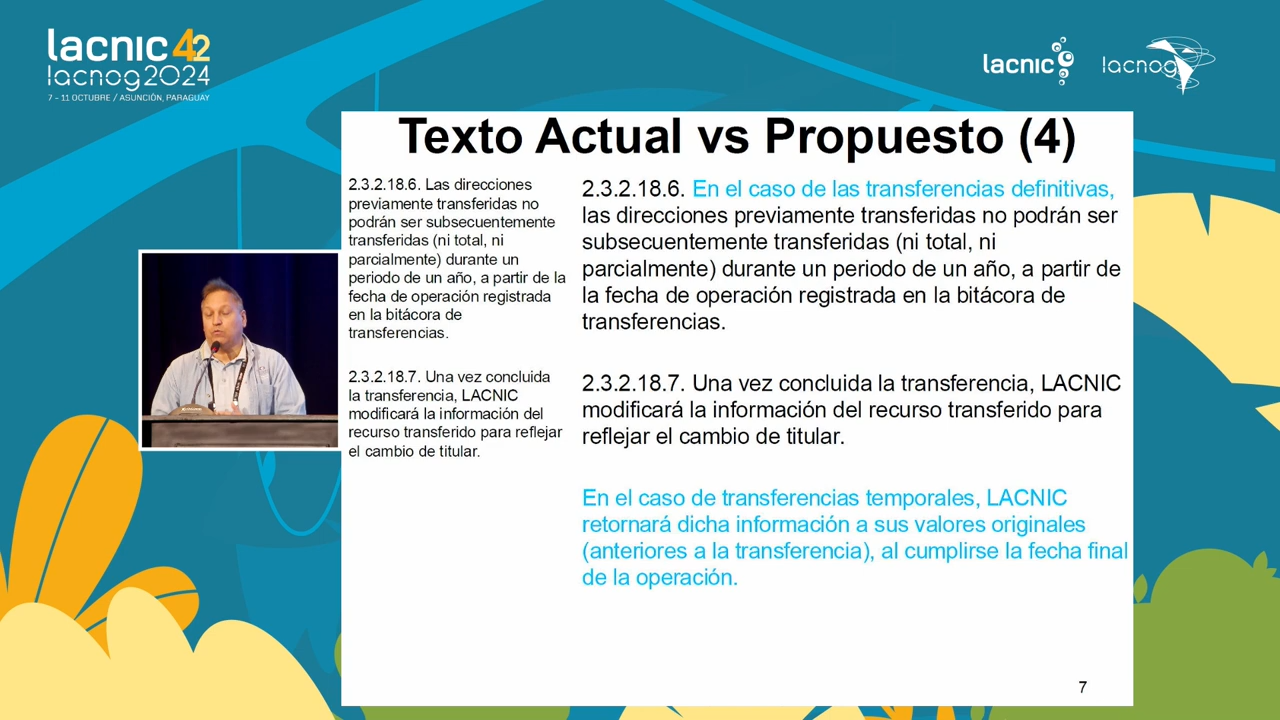 lacnic 42
lacnog2024
7 - 11 OCTUBRE / ASUNCIÓN, PARAGUAY
lacnic
lacnog
Texto Actual vs Propuesto (4)
2.3.2.18.6. Las direcciones
previamente transferidas no
podrán ser subsecuentemente
transferidas (ni total, ni
parcialmente) durante un
periodo de un año, a partir de la
fecha de operación registrada
en la bitácora de
transferencias.
2.3.2.18.7. Una vez concluida
la transferencia, LACNIC
modificará la información del
recurso transferido para reflejar
el cambio de titular.
2.3.2.18.6. En el caso de las transferencias definitivas,
las direcciones previamente transferidas no podrán ser
subsecuentemente transferidas (ni total, ni
parcialmente) durante un periodo de un año, a partir de
la fecha de operación registrada en la bitácora de
transferencias.
2.3.2.18.7. Una vez concluida la transferencia, LACNIC
modificará la información del recurso transferido para
reflejar el cambio de titular.
En el caso de transferencias temporales, LACNIC
retornará dicha información a sus valores originales
(anteriores a la transferencia), al cumplirse la fecha final
de la operación.
7